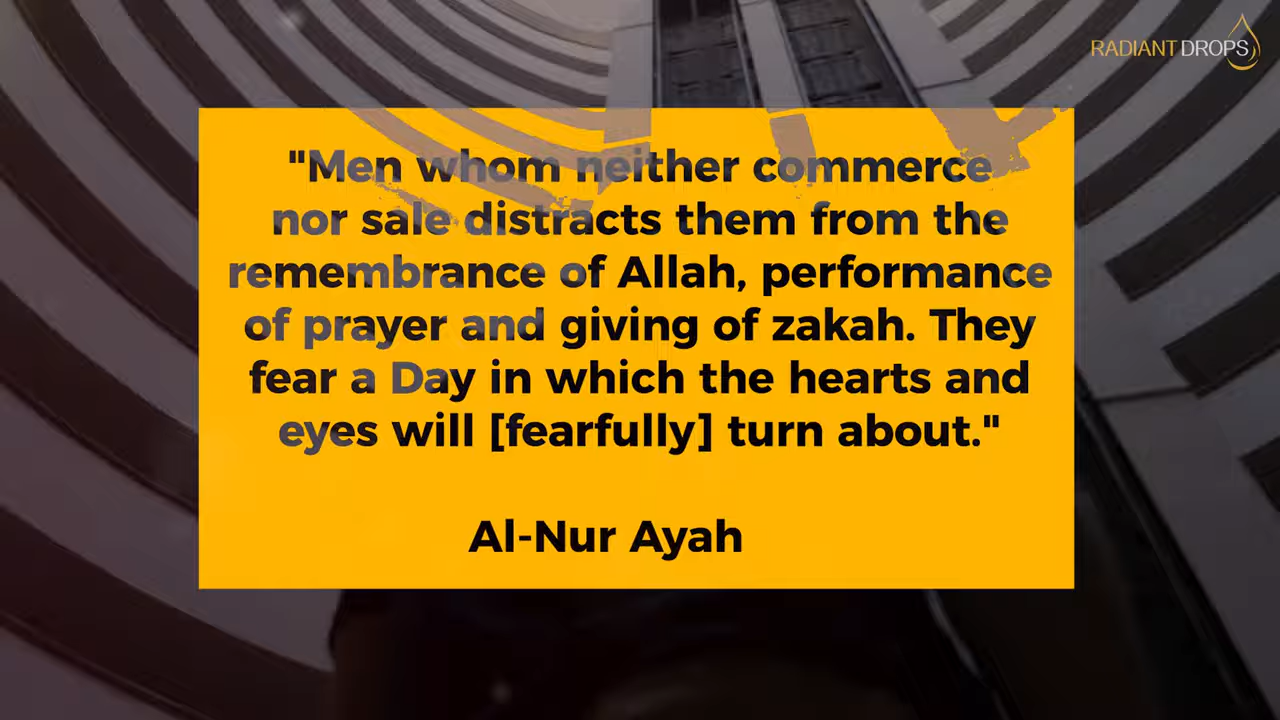 RADIANT DROPS
"Men whom neither commerce
nor sale distracts them from the
remembrance of Allah, performance
of prayer and giving of zakah. They
fear a Day in which the hearts and
eyes will [fearfully] turn about."
Al-Nur Ayah